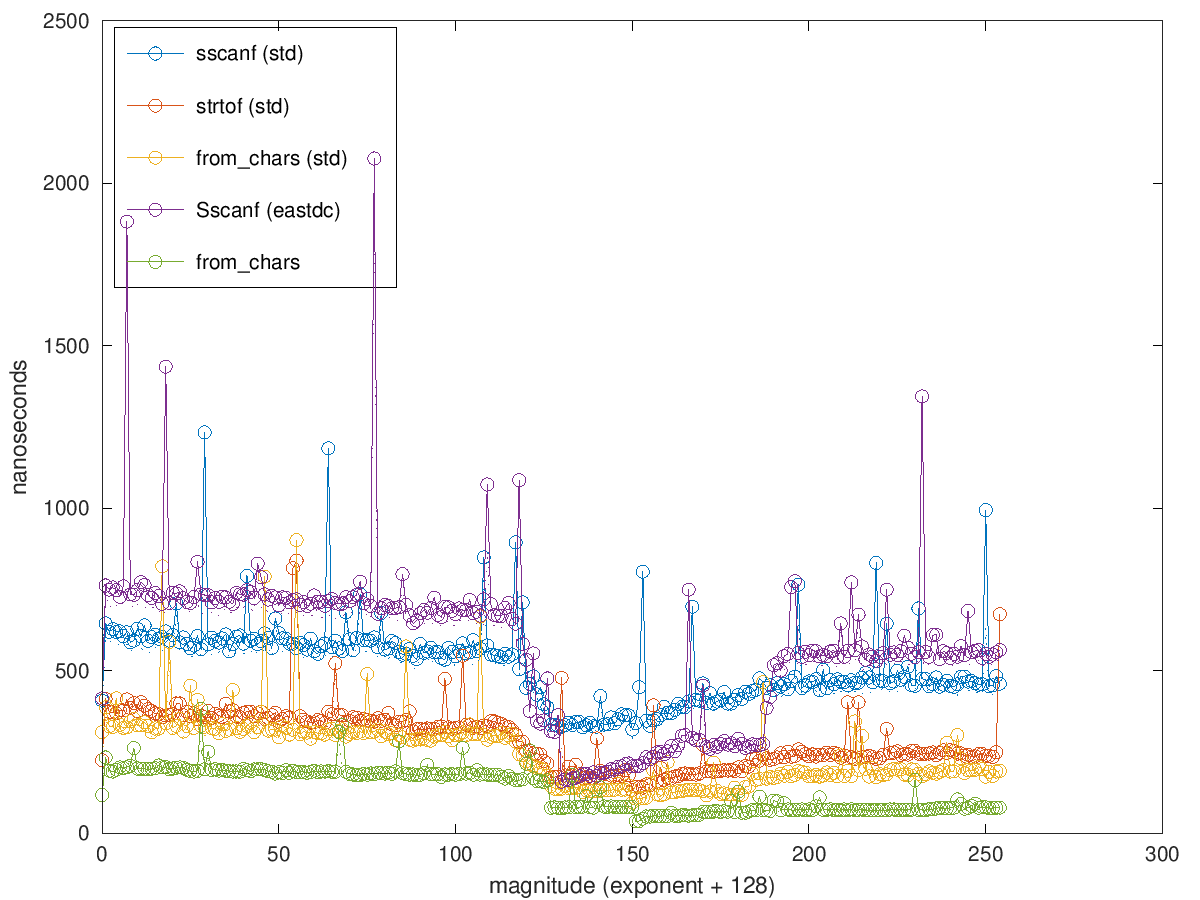 2500
2000
1500
1000
500
0
nanoseconds
sscanf (std)
strtof (std)
from_chars (std)
Sscanf (eastdc)
from_chars
0 50 100 150 200 250 300
magnitude (exponent + 128)